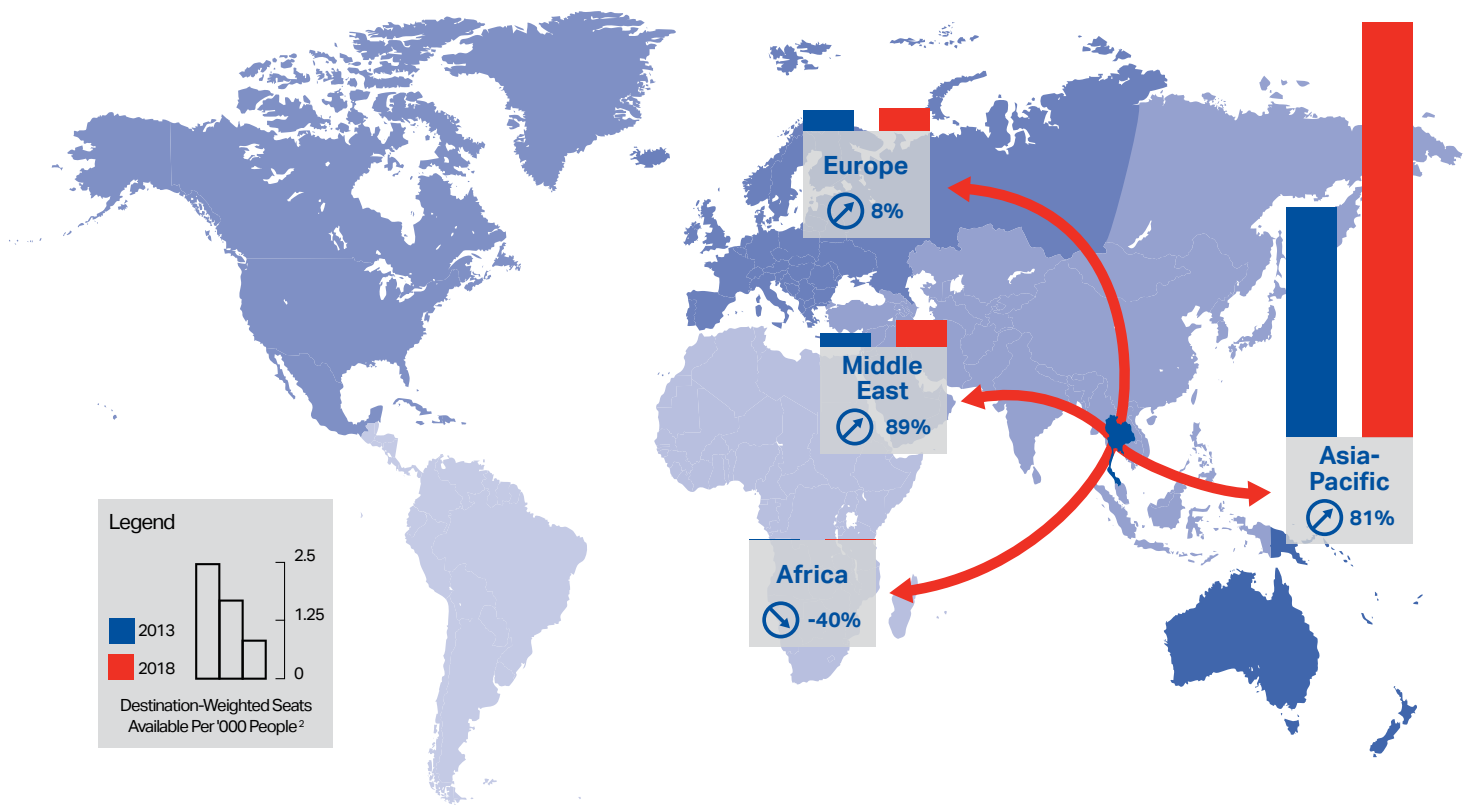 Europe
8%
Middle
East
89%
Asia-
Pacific
81%
Africa
-40%
Legend
2.5
1.25
0
2013
2018
Destination-Weighted Seats
Available Per '000 People 2